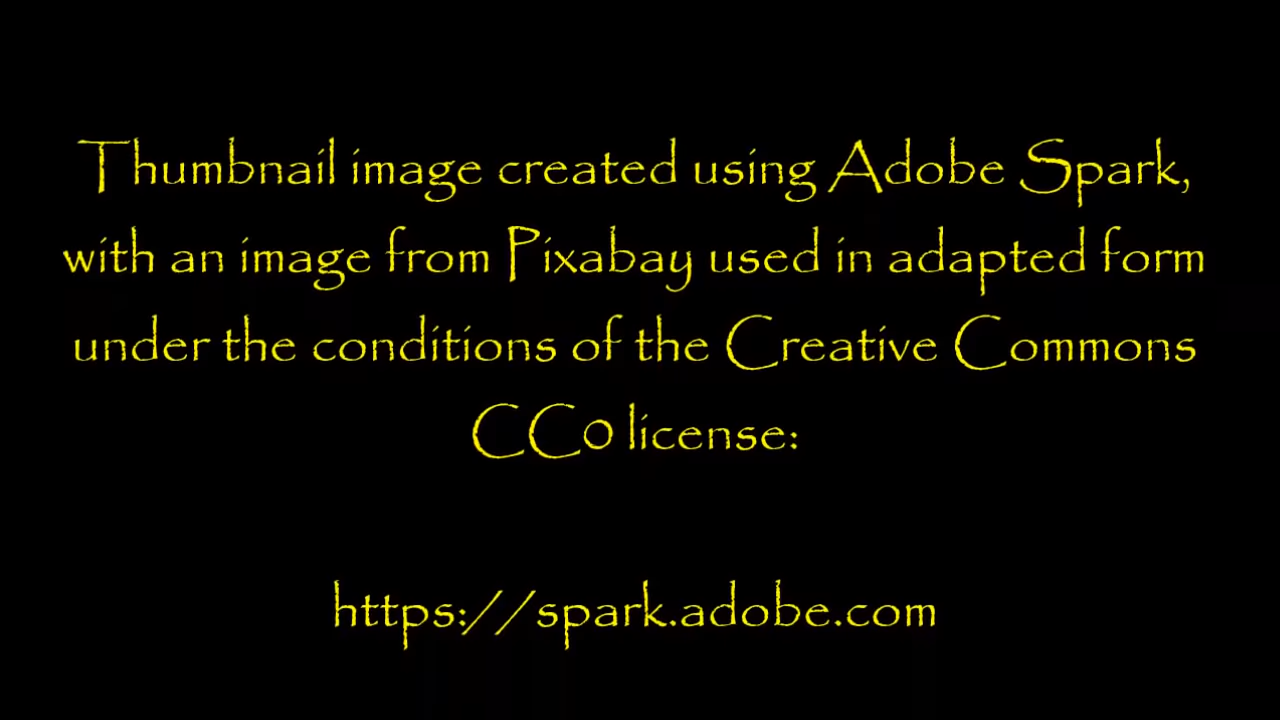 Thumbnail image created using Adobe Spark,
with an image from Pixabay used in adapted form
under the conditions of the Creative Commons
CC0 license:
https://spark.adobe.com